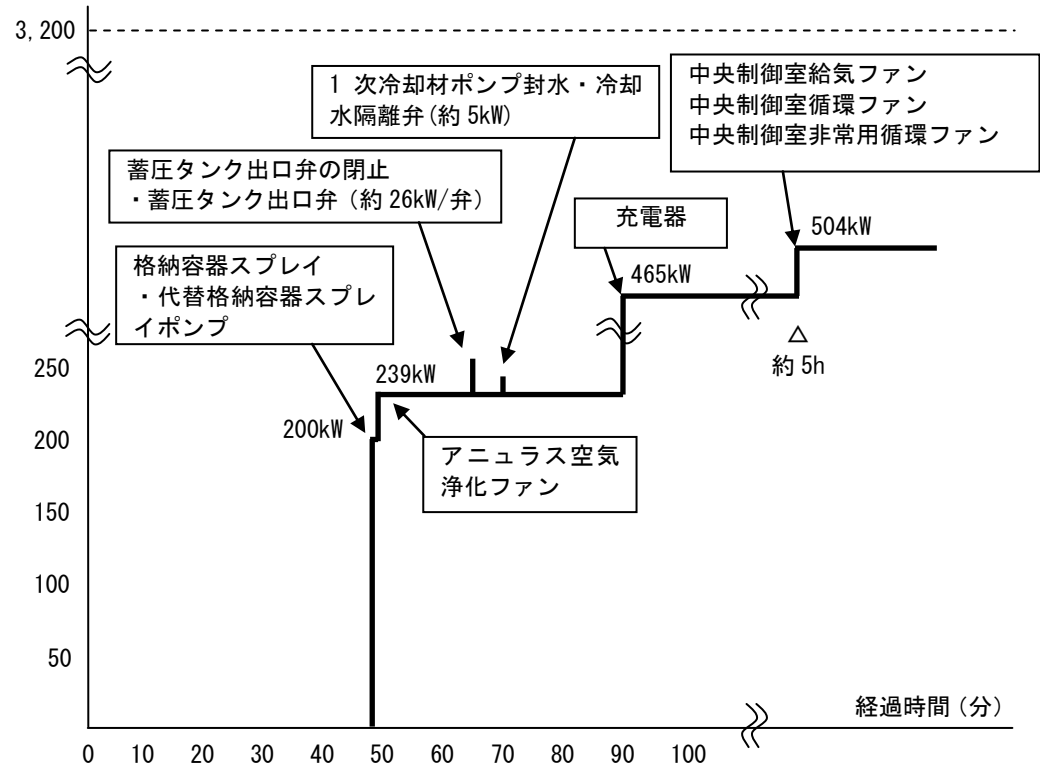 3,200
1 次冷却材ポンプ封水・冷却
水隔離弁(約 5kW)
中央制御室給気ファン
中央制御室循環ファン
中央制御室非常用循環ファン
蓄圧タンク出口弁の閉止
・蓄圧タンク出口弁（約 26kW/弁）
充電器
504kW
格納容器スプレイ
・代替格納容器スプレ
イポンプ
465kW
約 5h
250
239kW
200kW
200
アニュラス空気
浄化ファン
150
100
50
経過時間（分）
0 10 20 30 40 50 60 70 80 90 100